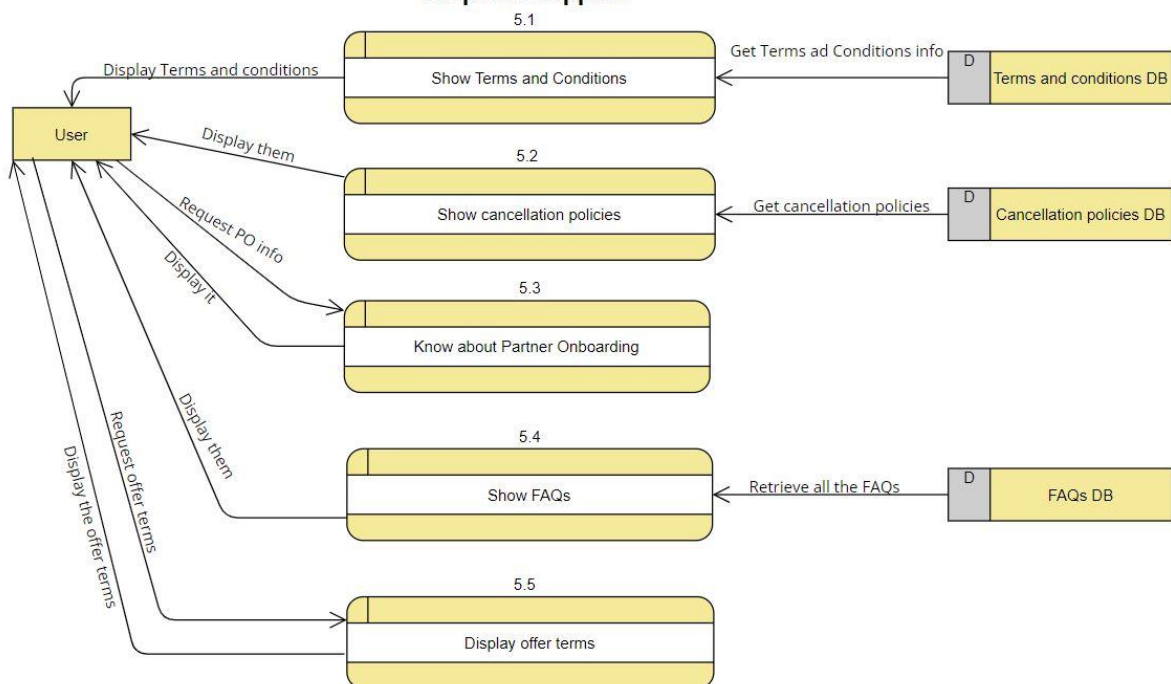 5.1
Display Terms and conditions
Show Terms and Conditions
Get Terms ad Conditions info
D
Terms and conditions DB
User
Display them
5.2
Show cancellation policies
Get cancellation policies
D
Cancellation policies DB
Request PO info
Display it
5.3
Know about Partner Onboarding
Display them
5.4
Show FAQs
Retrieve all the FAQs
D
FAQs DB
Request offer terms
Display the offer terms
5.5
Display offer terms